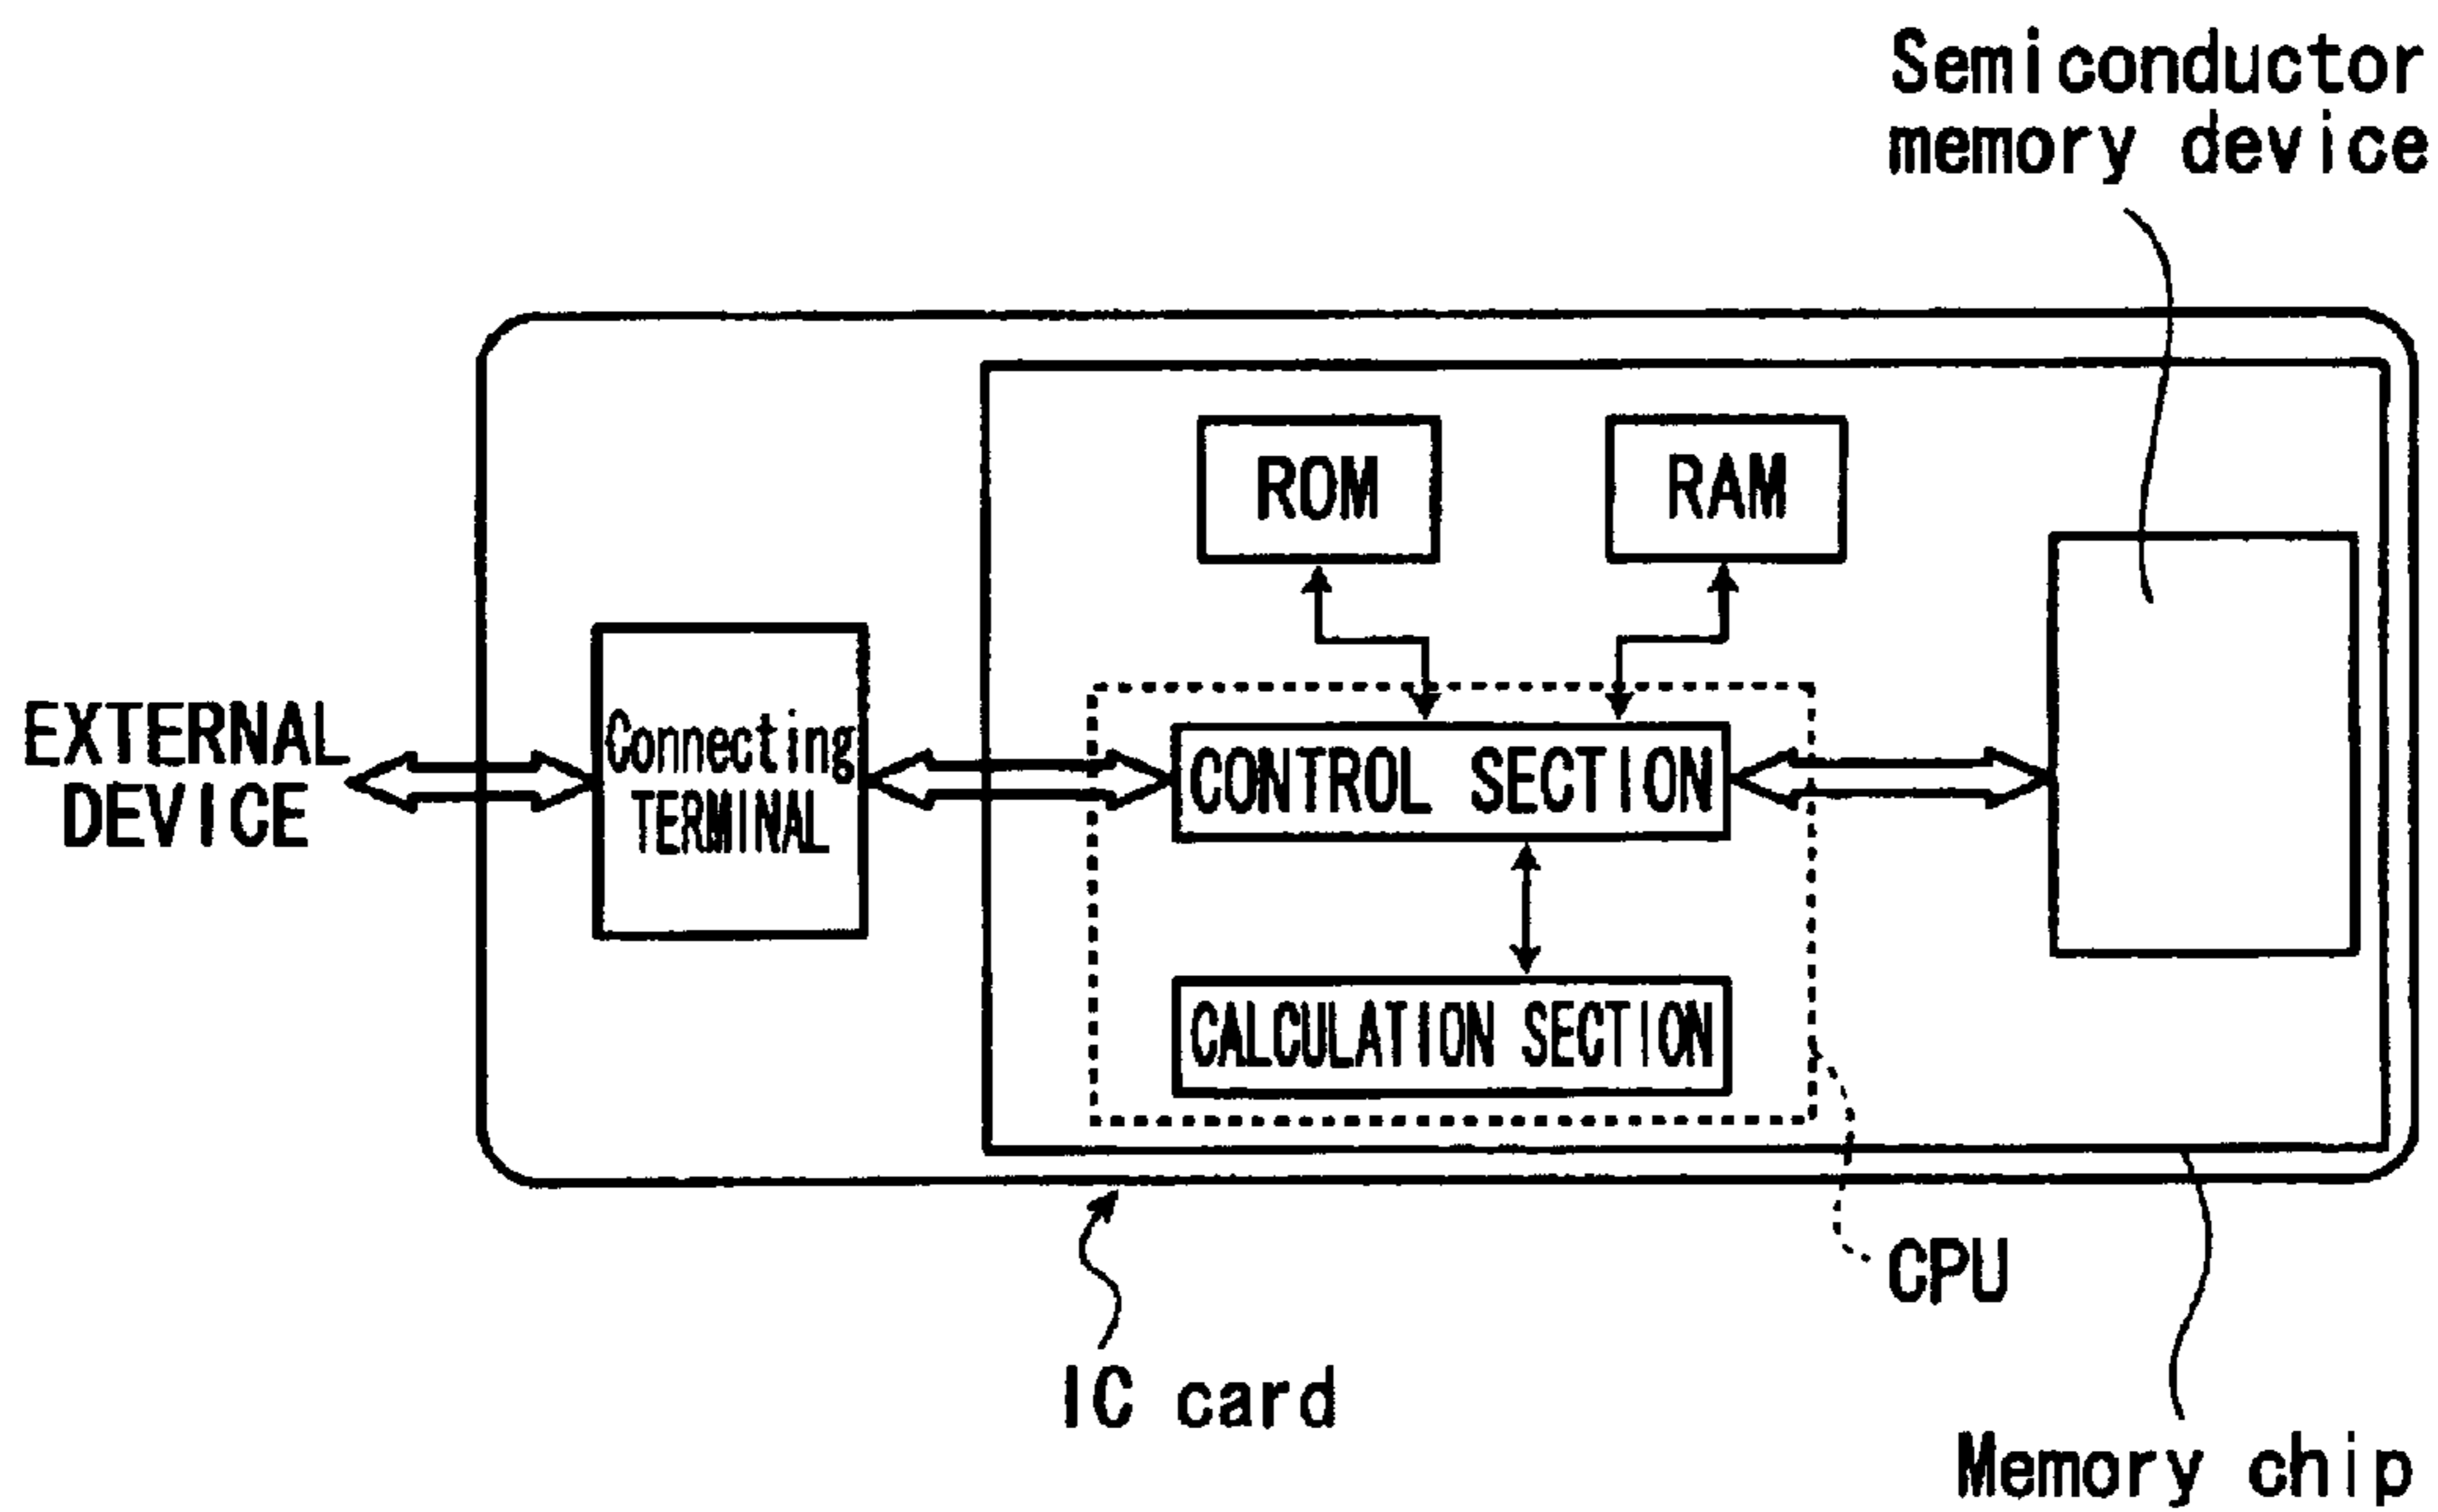 Semiconductor
memory device
ROM
RAM
EXTERNAL
DEVICE
Connecting
TERMINAL
CONTROL SECTION
CALCULATION SECTION
CPU
IC card
Memory chip